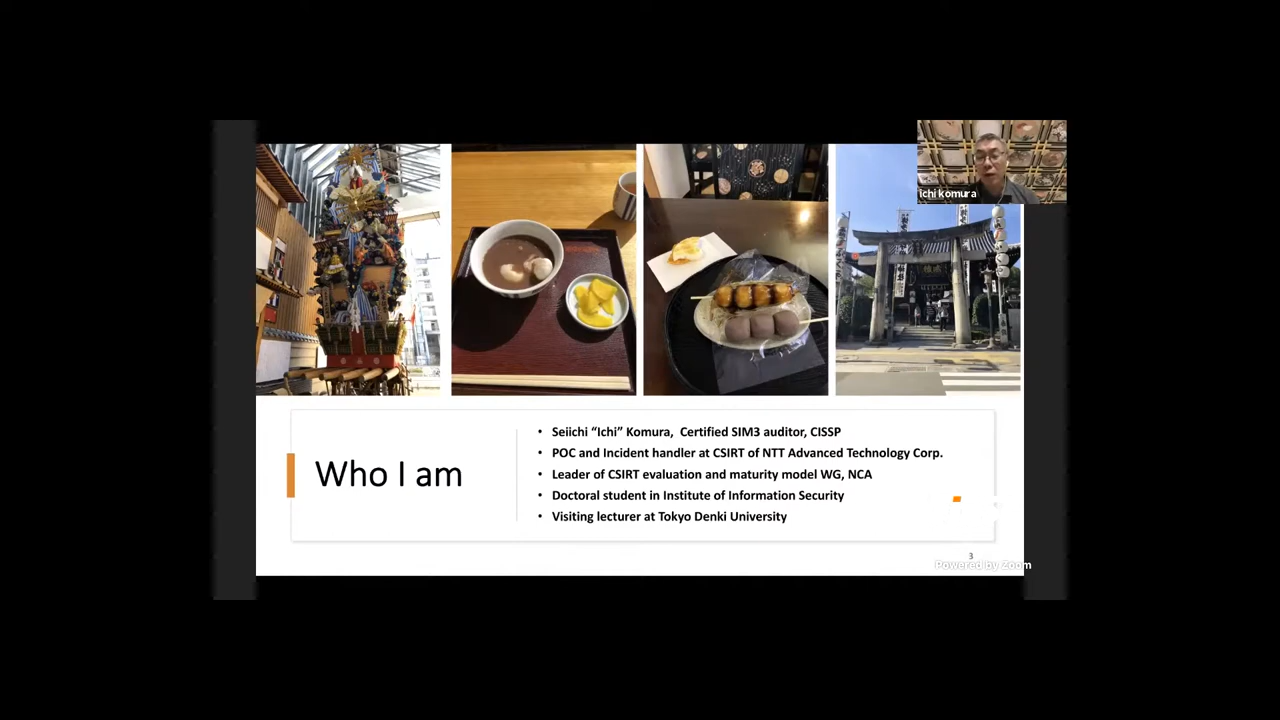 ichi komura
Who I am
• Seiichi “Ichi” Komura,  Certified SIM3 auditor, CISSP
• POC and Incident handler at CSIRT of NTT Advanced Technology Corp.
• Leader of CSIRT evaluation and maturity model WG, NCA
• Doctoral student in Institute of Information Security
• Visiting lecturer at Tokyo Denki University
3
Powered by Zoom